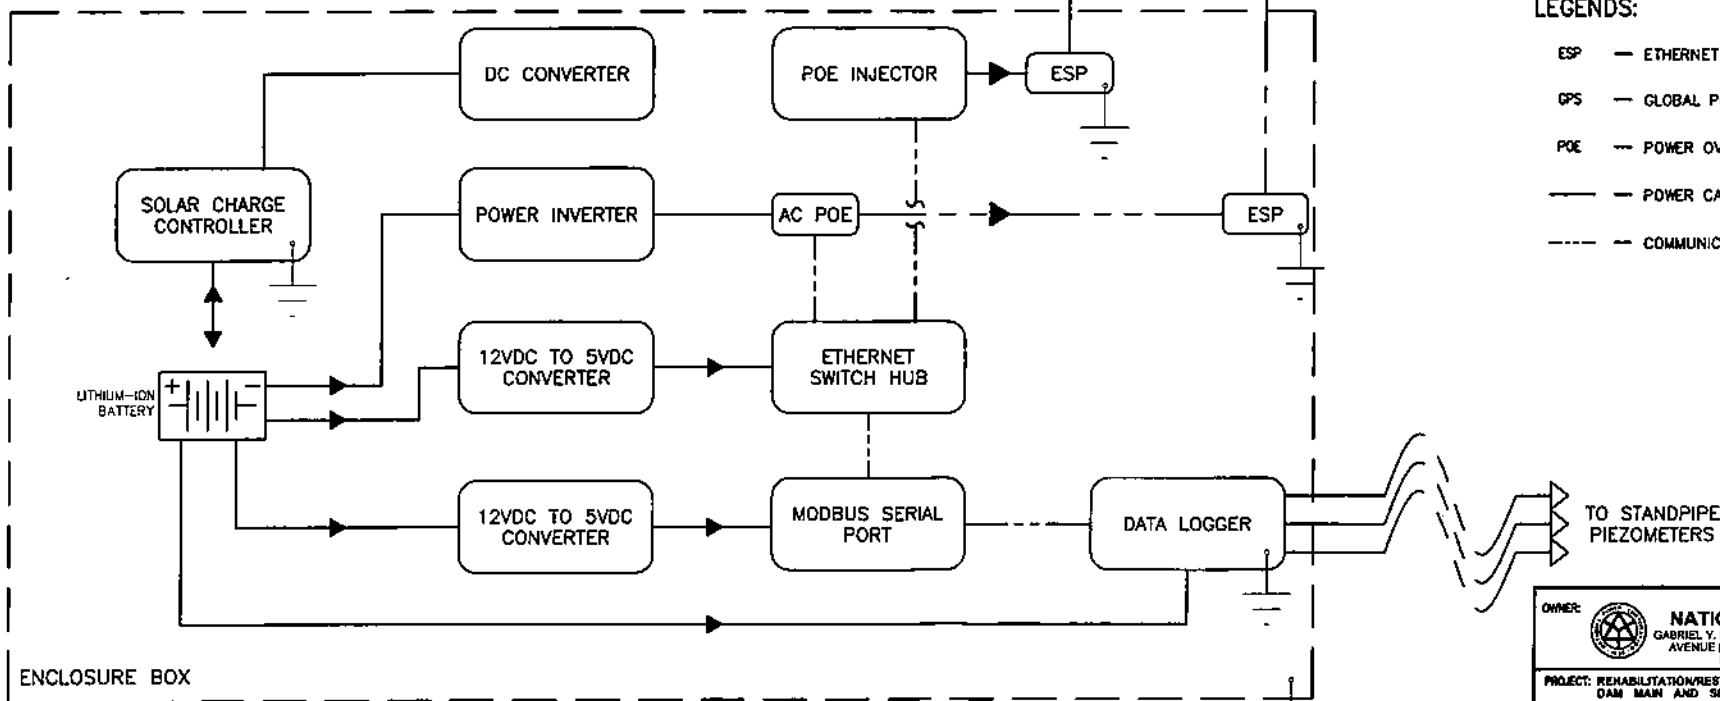 LEGENDS:
DC CONVERTER
POE INJECTOR
ESP
ESP — ETHERNET
GPS — GLOBAL P
POE — POWER OV
— POWER CA
— COMMUNIC
SOLAR CHARGE
CONTROLLER
POWER INVERTER
AC POE
ESP
LITHIUM-ION
BATTERY
12VDC TO 5VDC
CONVERTER
ETHERNET
SWITCH HUB
12VDC TO 5VDC
CONVERTER
MODBUS SERIAL
PORT
DATA LOGGER
TO STANDPIPE
PIEZOMETERS
ENCLOSURE BOX
OWNER:
NATIO
GABRIEL Y.
AVENUE
PROJECT: REHABILITATION/RES
DAM MAIN AND S